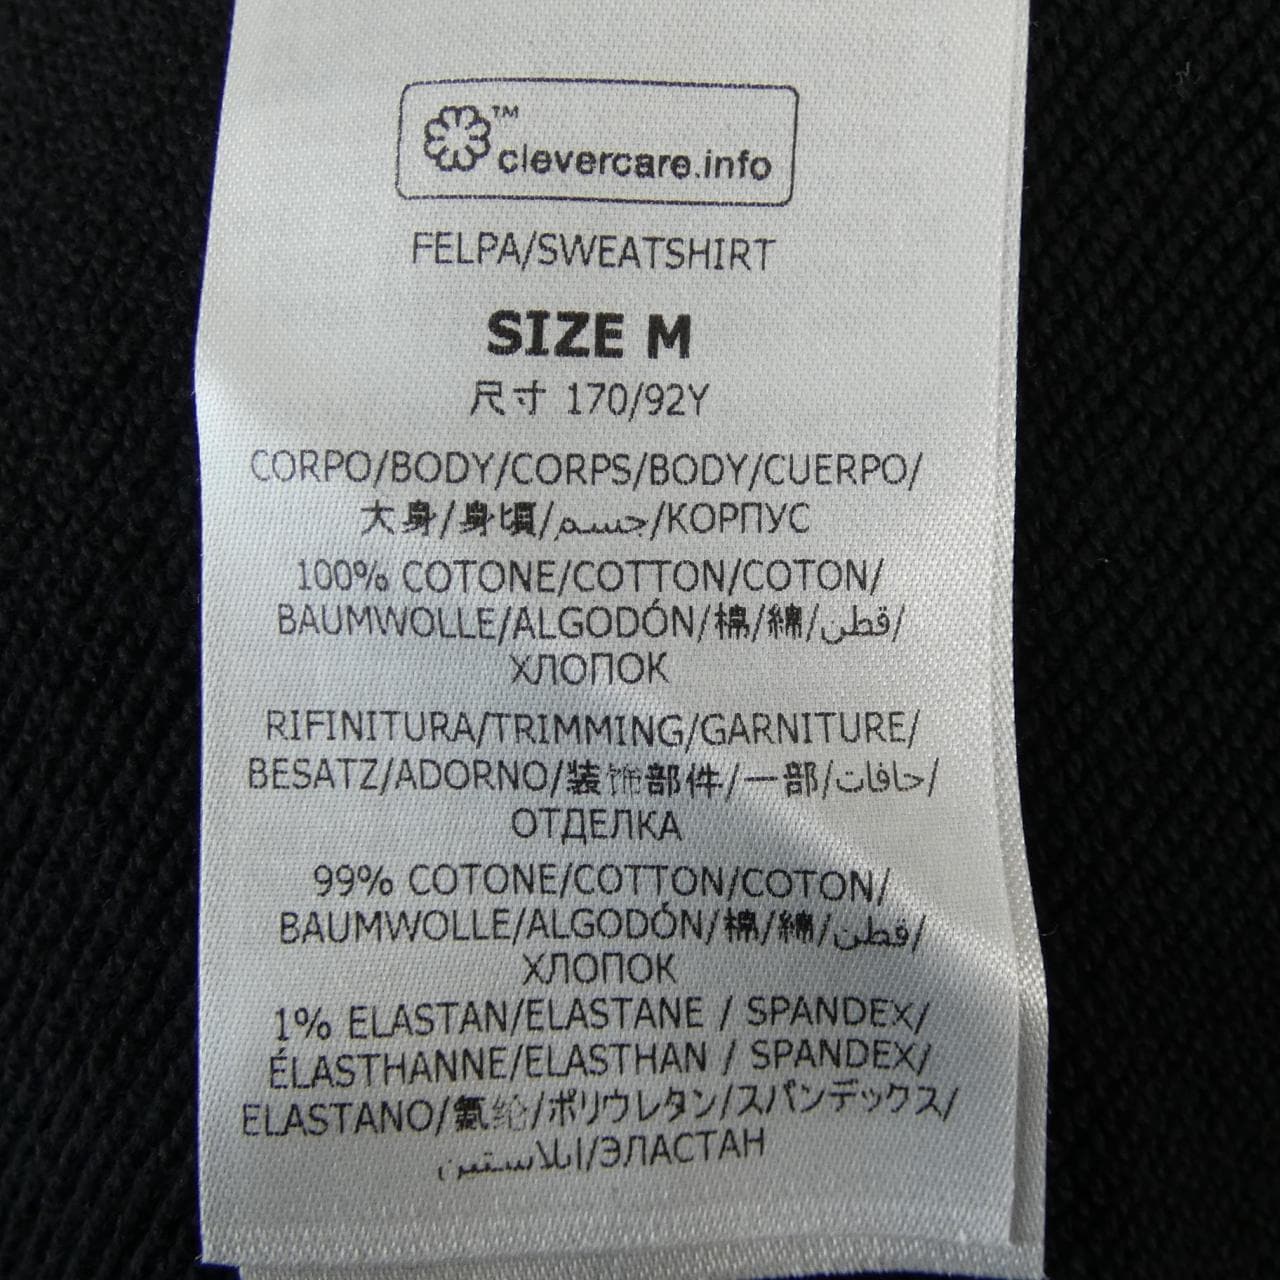 ™
clevercare.info
FELPA/SWEATSHIRT
SIZE M
尺寸 170/92Y
CORPO/BODY/CORPS/BODY/CUERPO/
大身/身頃/جسم/КОРПУС
100% COTONE/COTTON/COTON/
BAUMWOLLE/ALGODÓN/棉/綿/قطن/
ХЛОПОК
RIFINITURA/TRIMMING/GARNITURE/
BESATZ/ADORNO/装饰部件/一部/حافات/
ОТДЕЛКА
99% COTONE/COTTON/COTON/
BAUMWOLLE/ALGODÓN/棉/綿/قطن/
ХЛОПОК
1% ELASTAN/ELASTANE / SPANDEX/
ÉLASTHANNE/ELASTHAN / SPANDEX/
ELASTANO/氨纶/ポリウレタン/スパンデックス/
ایلاستین/ЭЛАСТАН